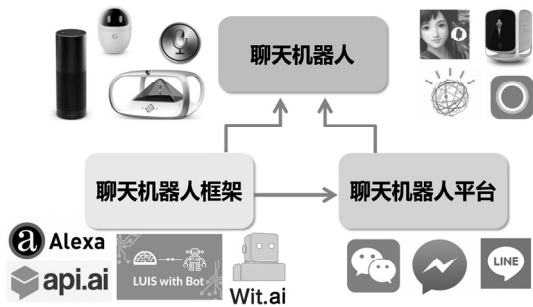 聊天机器人
聊天机器人框架
聊天机器人平台
a Alexa
api.ai
LUIS with Bot
Wit.ai
LINE